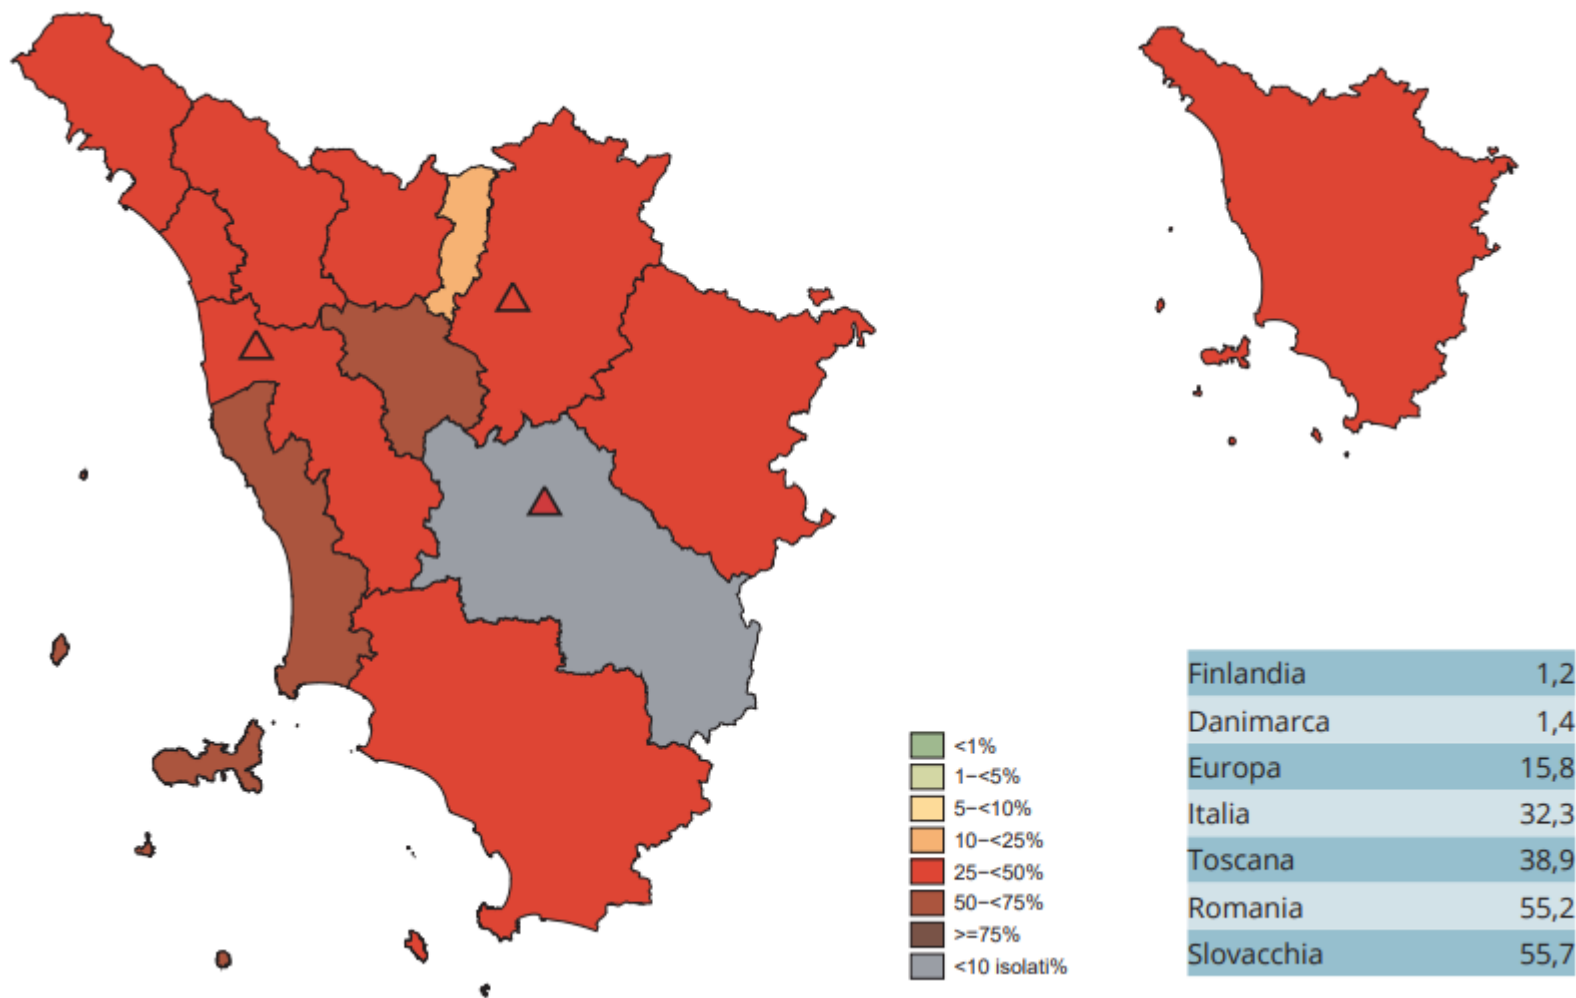 <1%
1−<5%
5−<10%
10−<25%
25−<50%
50−<75%
>=75%
<10 isolati%
Finlandia 1,2
Danimarca 1,4
Europa 15,8
Italia 32,3
Toscana 38,9
Romania 55,2
Slovacchia 55,7